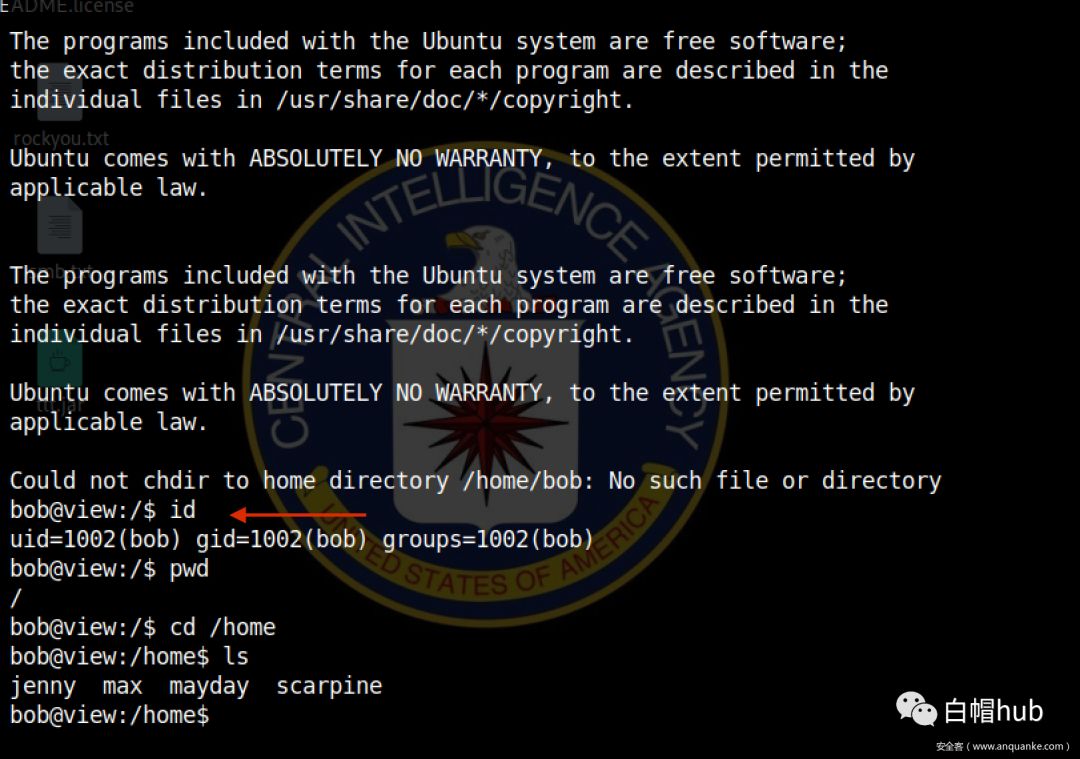 EADME.license
The programs included with the Ubuntu system are free software;
the exact distribution terms for each program are described in the
individual files in /usr/share/doc/*/copyright.
rockyou.txt
Ubuntu comes with ABSOLUTELY NO WARRANTY, to the extent permitted by
applicable law.
The programs included with the Ubuntu system are free software;
the exact distribution terms for each program are described in the
individual files in /usr/share/doc/*/copyright.
Ubuntu comes with ABSOLUTELY NO WARRANTY, to the extent permitted by
applicable law.
Could not chdir to home directory /home/bob: No such file or directory
bob@view:/$ id
uid=1002(bob) gid=1002(bob) groups=1002(bob)
bob@view:/$ pwd
/
bob@view:/$ cd /home
bob@view:/home$ ls
jenny max mayday scarpine
bob@view:/home$
CENTRAL INTELLIGENCE AGENCY
UNITED STATES OF AMERICA
白帽hub
安全客（www.anquanke.com）